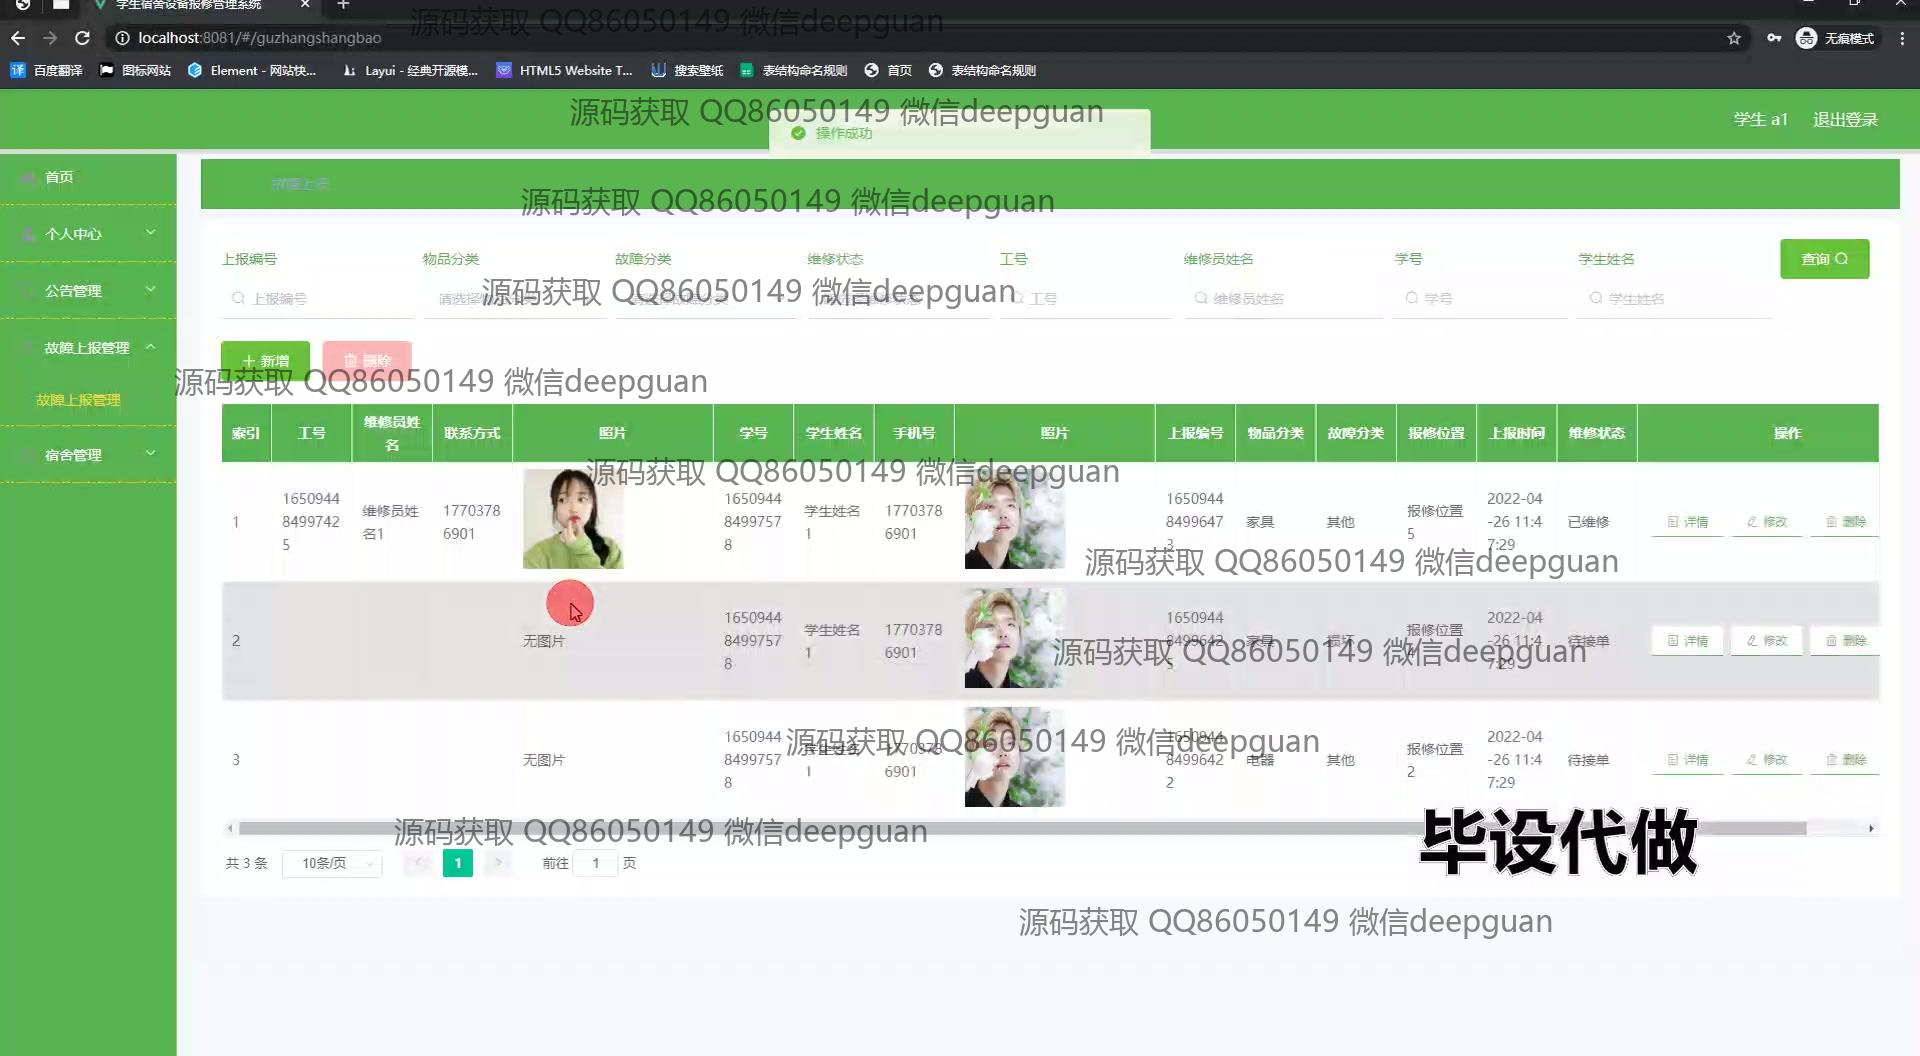 学生宿舍设备报修管理系统
localhost:8081/#/guzhangshangbao
无痕模式
百度翻译
图标网站
Element - 网站快...
Layui - 经典开源模...
HTML5 Website T...
搜索壁纸
表结构命名规则
首页
表结构命名规则
源码获取 QQ86050149 微信deepguan
源码获取 QQ86050149 微信deepguan
操作成功
学生 a1
退出登录
首页
个人中心
公告管理
故障上报管理
故障上报管理
宿舍管理
故障上报
源码获取 QQ86050149 微信deepguan
上报编号
物品分类
故障分类
维修状态
工号
维修员姓名
学号
学生姓名
查询
上报编号
工号
维修员姓名
学号
学生姓名
源码获取 QQ86050149 微信deepguan
新增
删除
源码获取 QQ86050149 微信deepguan
索引 工号 维修员姓名 联系方式 照片 学号 学生姓名 手机号 照片 上报编号 物品分类 故障分类 报修位置 上报时间 维修状态 操作
源码获取 QQ86050149 微信deepguan
1 165094484997425 维修员姓名1 17703786901 165094484997578 学生姓名1 17703786901 165094484996473 家具 其他 报修位置5 2022-04-26 11:47:29 已维修 详情 修改 删除
源码获取 QQ86050149 微信deepguan
2 无图片 165094484997578 学生姓名1 17703786901 家具 损坏 报修位置 2022-04-26 11:47:29 待接单 详情 修改 删除
源码获取 QQ86050149 微信deepguan
3 无图片 165094484997578 学生姓名1 17703786901 165094484996422 电器 其他 报修位置2 2022-04-26 11:47:29 待接单 详情 修改 删除
源码获取 QQ86050149 微信deepguan
源码获取 QQ86050149 微信deepguan
毕设代做
共 3 条 10条/页 1 前往 1 页
源码获取 QQ86050149 微信deepguan